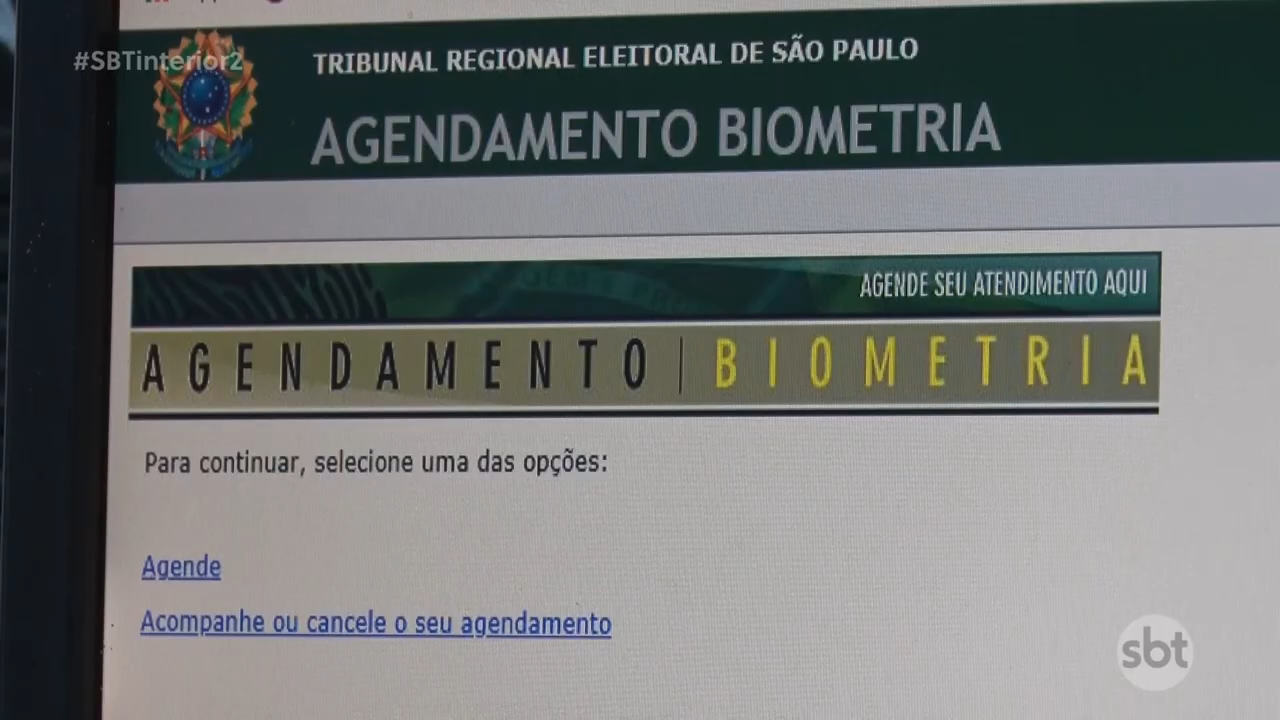 #SBTinterior2
TRIBUNAL REGIONAL ELEITORAL DE SÃO PAULO
AGENDAMENTO BIOMETRIA
AGENDE SEU ATENDIMENTO AQUI
AGENDAMENTO | BIOMETRIA
Para continuar, selecione uma das opções:
Agende
Acompanhe ou cancele o seu agendamento
sbt